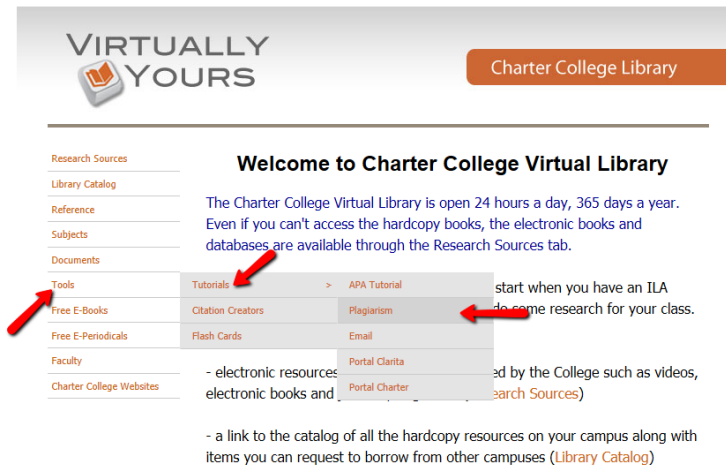 VIRTUALLY
YOURS
Charter College Library
Research Sources
Library Catalog
Reference
Subjects
Documents
Tools
Free E-Books
Free E-Periodicals
Faculty
Charter College Websites
Tutorials >
Citation Creators
Flash Cards
APA Tutorial
Plagiarism
Email
Portal Clarita
Portal Charter
Welcome to Charter College Virtual Library
The Charter College Virtual Library is open 24 hours a day, 365 days a year.
Even if you can't access the hardcopy books, the electronic books and
databases are available through the Research Sources tab.
start when you have an ILA
do some research for your class.
- electronic resources ed by the College such as videos,
electronic books and earch Sources)
- a link to the catalog of all the hardcopy resources on your campus along with
items you can request to borrow from other campuses (Library Catalog)